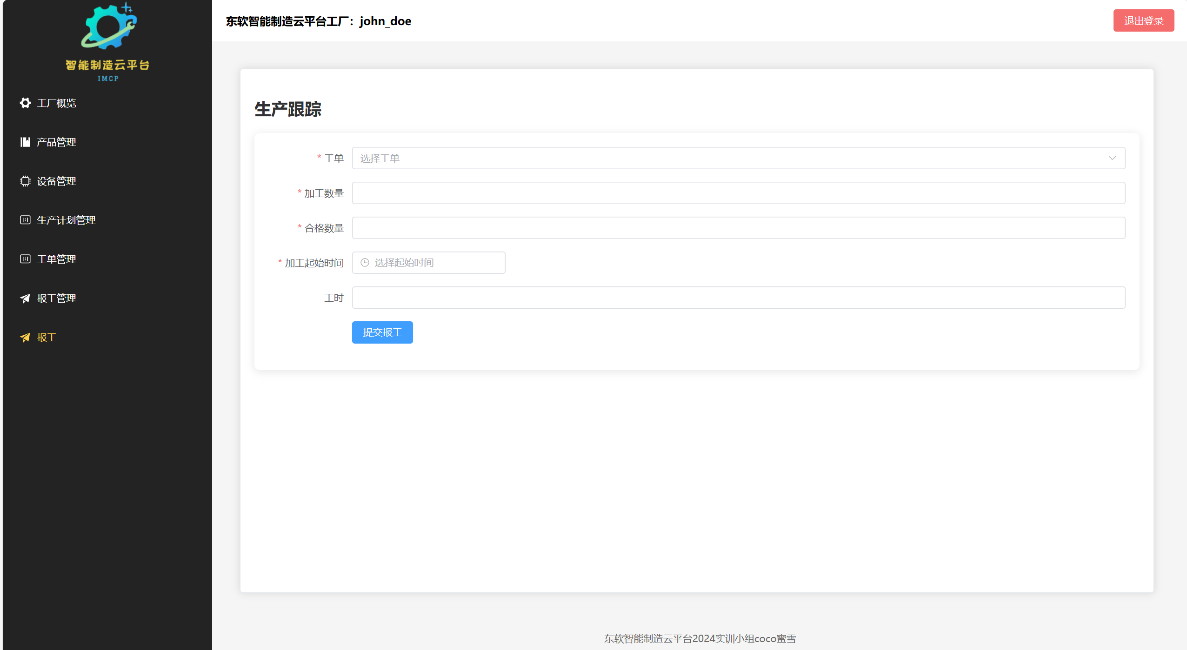 智能制造云平台
IMCP
工厂概览
产品管理
设备管理
生产计划管理
工单管理
报工管理
报工
东软智能制造云平台工厂：john_doe
退出登录
生产跟踪
* 工单
选择工单
* 加工数量
* 合格数量
* 加工起始时间
选择起始时间
工时
提交报工
东软智能制造云平台2024实训小组coco蜜雪